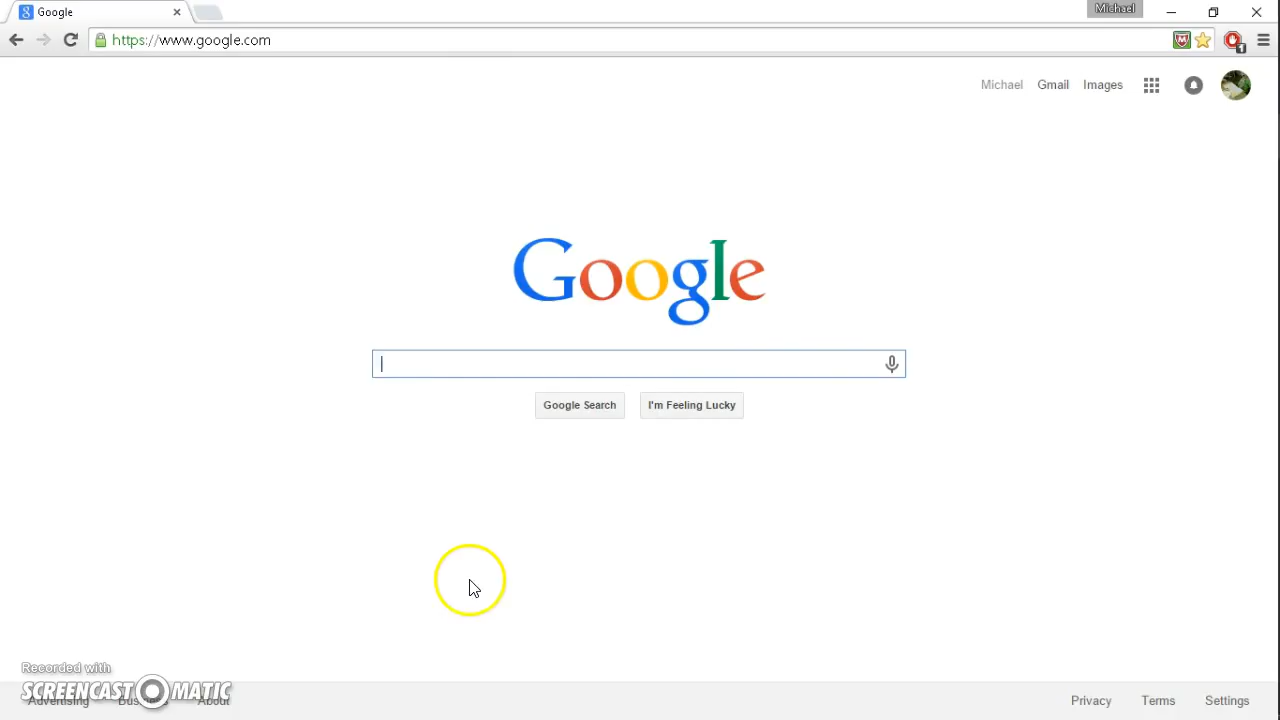 Google
Michael
https://www.google.com
1
Michael Gmail Images
Google
Google Search I'm Feeling Lucky
Recorded with
SCREENCAST MATIC
Advertising About
Privacy Terms Settings